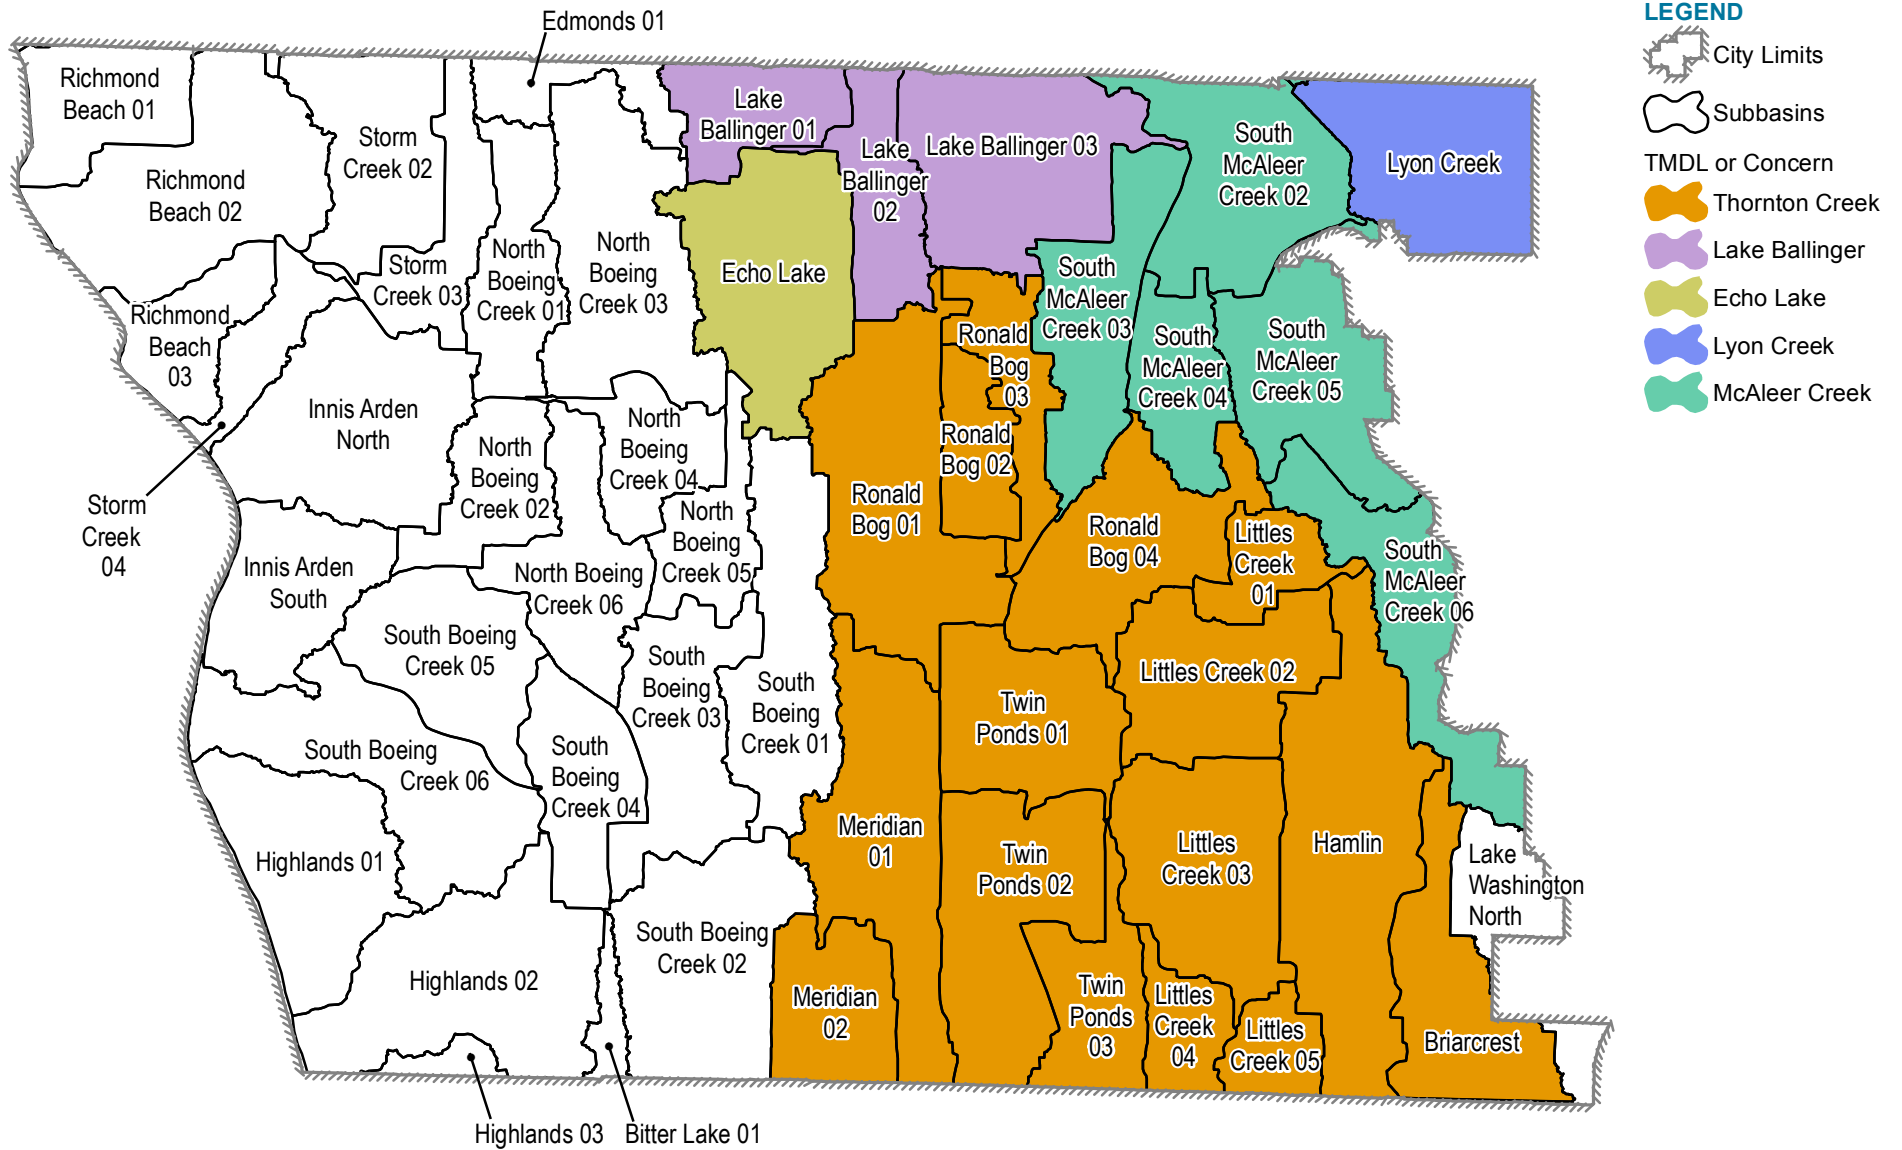 Edmonds 01
Richmond
Beach 01
Storm
Creek 02
Richmond
Beach 02
Lake
Ballinger 01
Lake
Ballinger
02
Lake Ballinger 03
South
McAleer
Creek 02
Lyon Creek
North
Boeing
Creek 01
North
Boeing
Creek 03
Storm
Creek 03
Echo Lake
South
McAleer
Creek 03
Richmond
Beach
03
Ronald
Bog
03
South
McAleer
Creek 04
South
McAleer
Creek 05
Innis Arden
North
North
Boeing
Creek 04
North
Boeing
Creek 02
Ronald
Bog 02
Storm
Creek
04
Ronald
Bog 01
North
Boeing
Creek 05
Ronald
Bog 04
Littles
Creek
01
South
McAleer
Creek 06
Innis Arden
South
North Boeing
Creek 06
South Boeing
Creek 05
South
Boeing
Creek 03
South
Boeing
Creek 01
Littles Creek 02
Twin
Ponds 01
South Boeing
Creek 06
South
Boeing
Creek 04
Meridian
01
Twin
Ponds 02
Littles
Creek 03
Hamlin
Lake
Washington
North
Highlands 01
South Boeing
Creek 02
Highlands 02
Meridian
02
Twin
Ponds
03
Littles
Creek
04
Littles
Creek 05
Briarcrest
Highlands 03
Bitter Lake 01
LEGEND
City Limits
Subbasins
TMDL or Concern
Thornton Creek
Lake Ballinger
Echo Lake
Lyon Creek
McAleer Creek